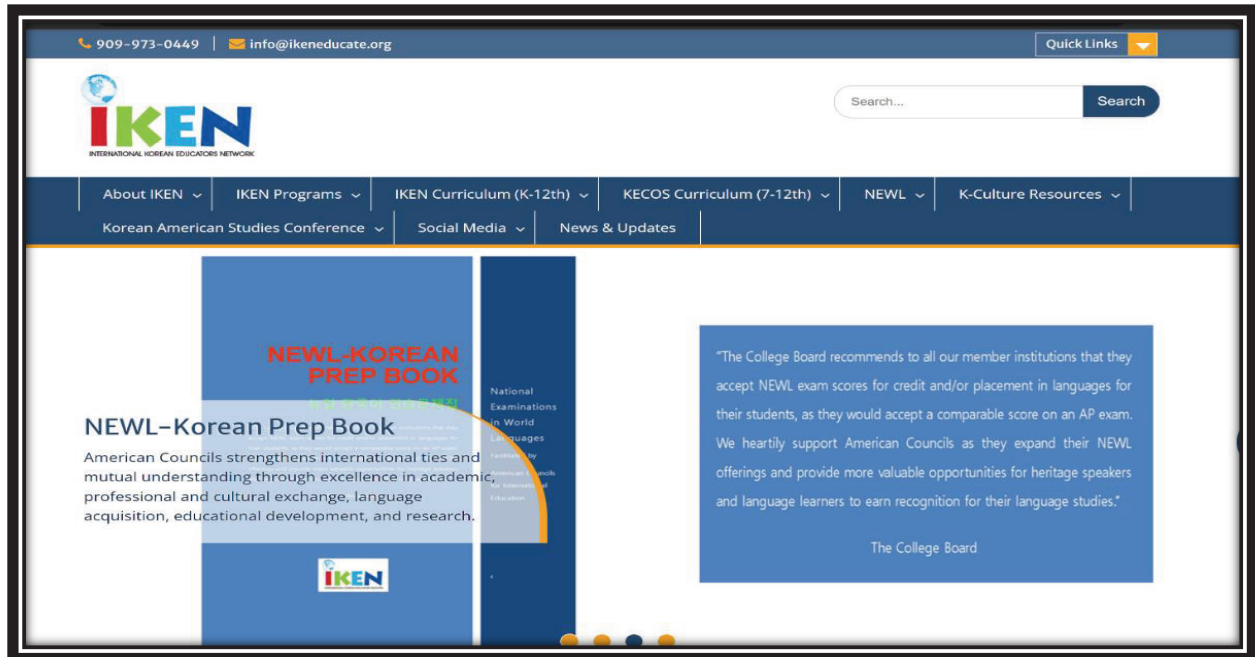 909-973-0449
info@ikeneducate.org
Quick Links
IKEN
INTERNATIONAL KOREAN EDUCATORS NETWORK
Search...
Search
About IKEN
IKEN Programs
IKEN Curriculum (K-12th)
KECOS Curriculum (7-12th)
NEWL
K-Culture Resources
Korean American Studies Conference
Social Media
News & Updates
NEWL-KOREAN
PREP BOOK
NEWL-Korean Prep Book
American Councils strengthens international ties and
mutual understanding through excellence in academic,
professional and cultural exchange, language
acquisition, educational development, and research.
IKEN
National
Examinations
in World
Languages
Education
"The College Board recommends to all our member institutions that they
accept NEWL exam scores for credit and/or placement in languages for
their students, as they would accept a comparable score on an AP exam.
We heartily support American Councils as they expand their NEWL
offerings and provide more valuable opportunities for heritage speakers
and language learners to earn recognition for their language studies."
The College Board